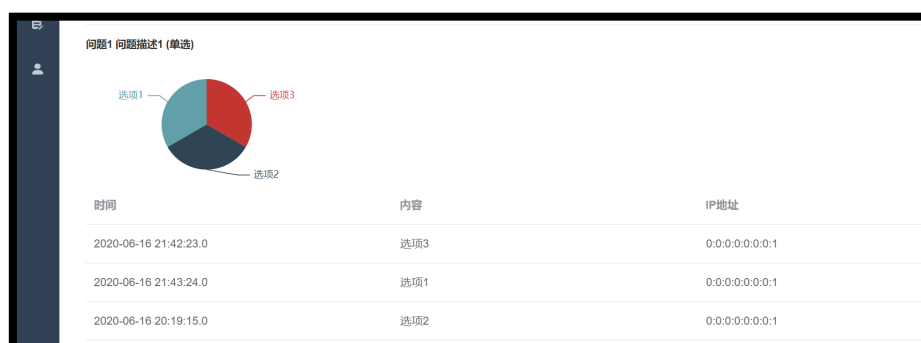 问题1 问题描述1 (单选)
选项1
选项3
选项2
时间 内容 IP地址
2020-06-16 21:42:23.0 选项3 0:0:0:0:0:0:0:1
2020-06-16 21:43:24.0 选项1 0:0:0:0:0:0:0:1
2020-06-16 20:19:15.0 选项2 0:0:0:0:0:0:0:1